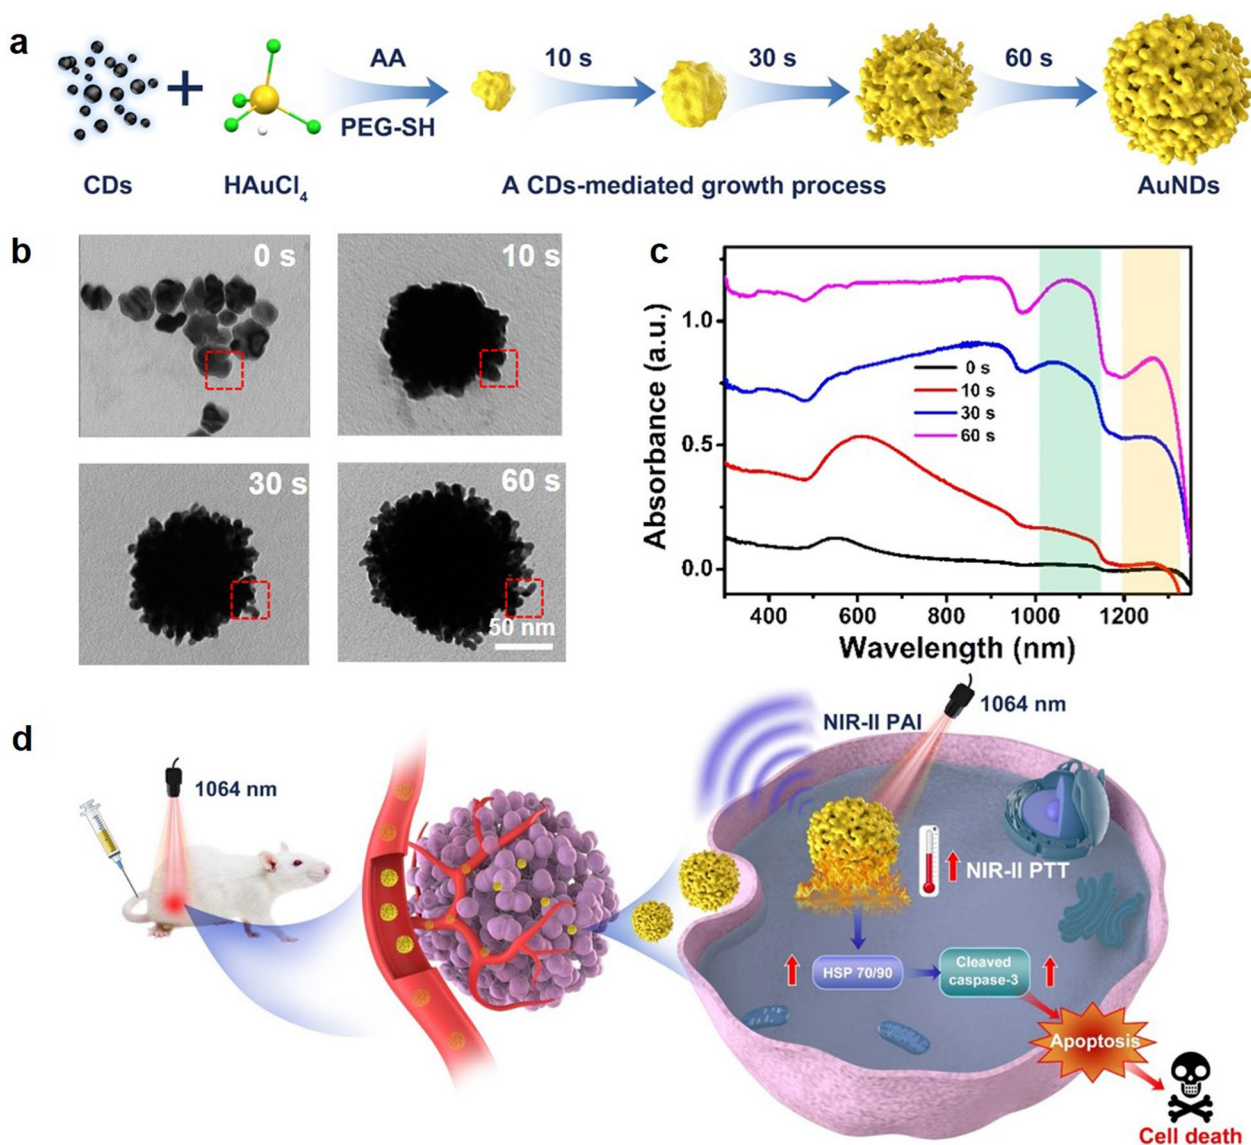 a
AA
10 s
30 s
60 s
PEG-SH
CDs
HAuCl4
A CDs-mediated growth process
AuNDs
b
0 s
10 s
30 s
60 s
50 nm
c
Absorbance (a.u.)
1.0
0.5
0.0
0 s
10 s
30 s
60 s
400
600
800
1000
1200
Wavelength (nm)
d
1064 nm
NIR-II PAI
1064 nm
NIR-II PTT
HSP 70/90
Cleaved
caspase-3
Apoptosis
Cell death